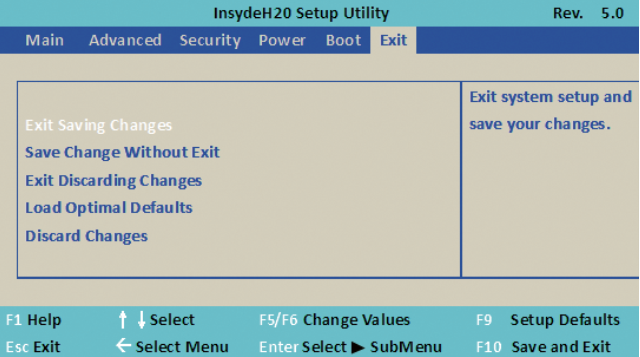 InsydeH20 Setup Utility Rev. 5.0
Main Advanced Security Power Boot Exit
Exit Saving Changes
Save Change Without Exit
Exit Discarding Changes
Load Optimal Defaults
Discard Changes
Exit system setup and
save your changes.
F1 Help ↑ ↓ Select F5/F6 Change Values F9 Setup Defaults
Esc Exit ← Select Menu Enter Select ► SubMenu F10 Save and Exit